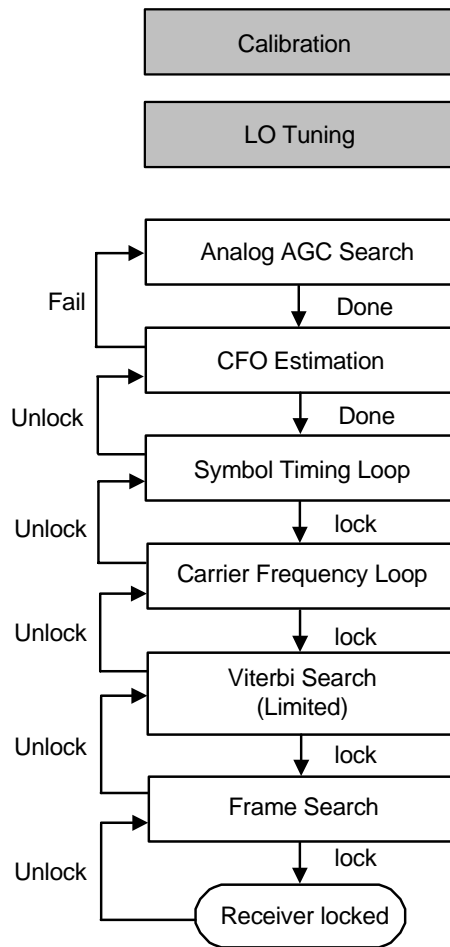 Calibration
LO Tuning
Analog AGC Search
Fail
Done
CFO Estimation
Unlock
Done
Symbol Timing Loop
Unlock
lock
Carrier Frequency Loop
Unlock
lock
Viterbi Search
(Limited)
Unlock
lock
Frame Search
Unlock
lock
Receiver locked